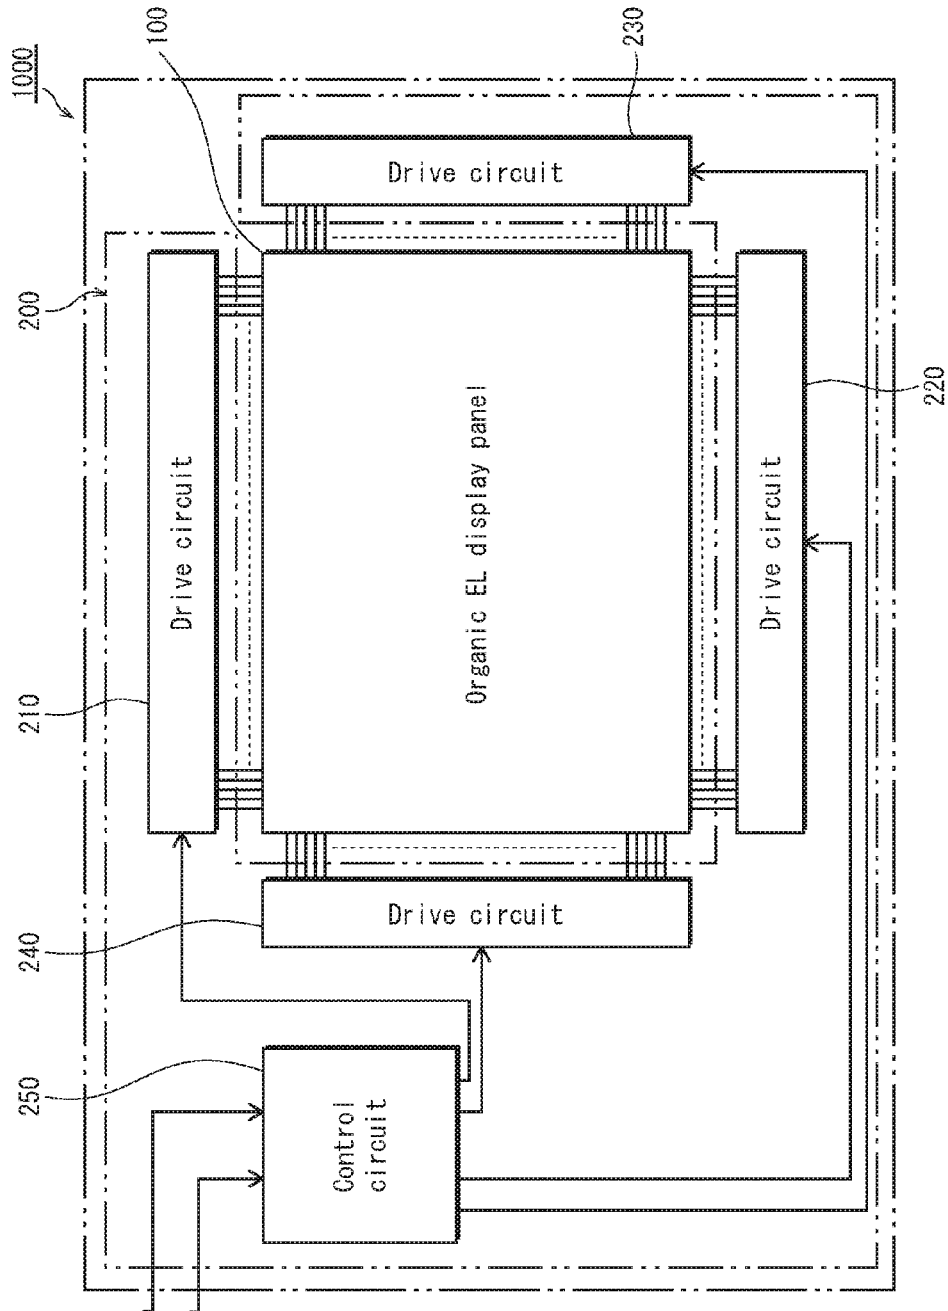 1000
100
230
Drive circuit
200
Drive circuit
210
Organic EL display panel
Drive circuit
220
Drive circuit
240
250
Control
circuit